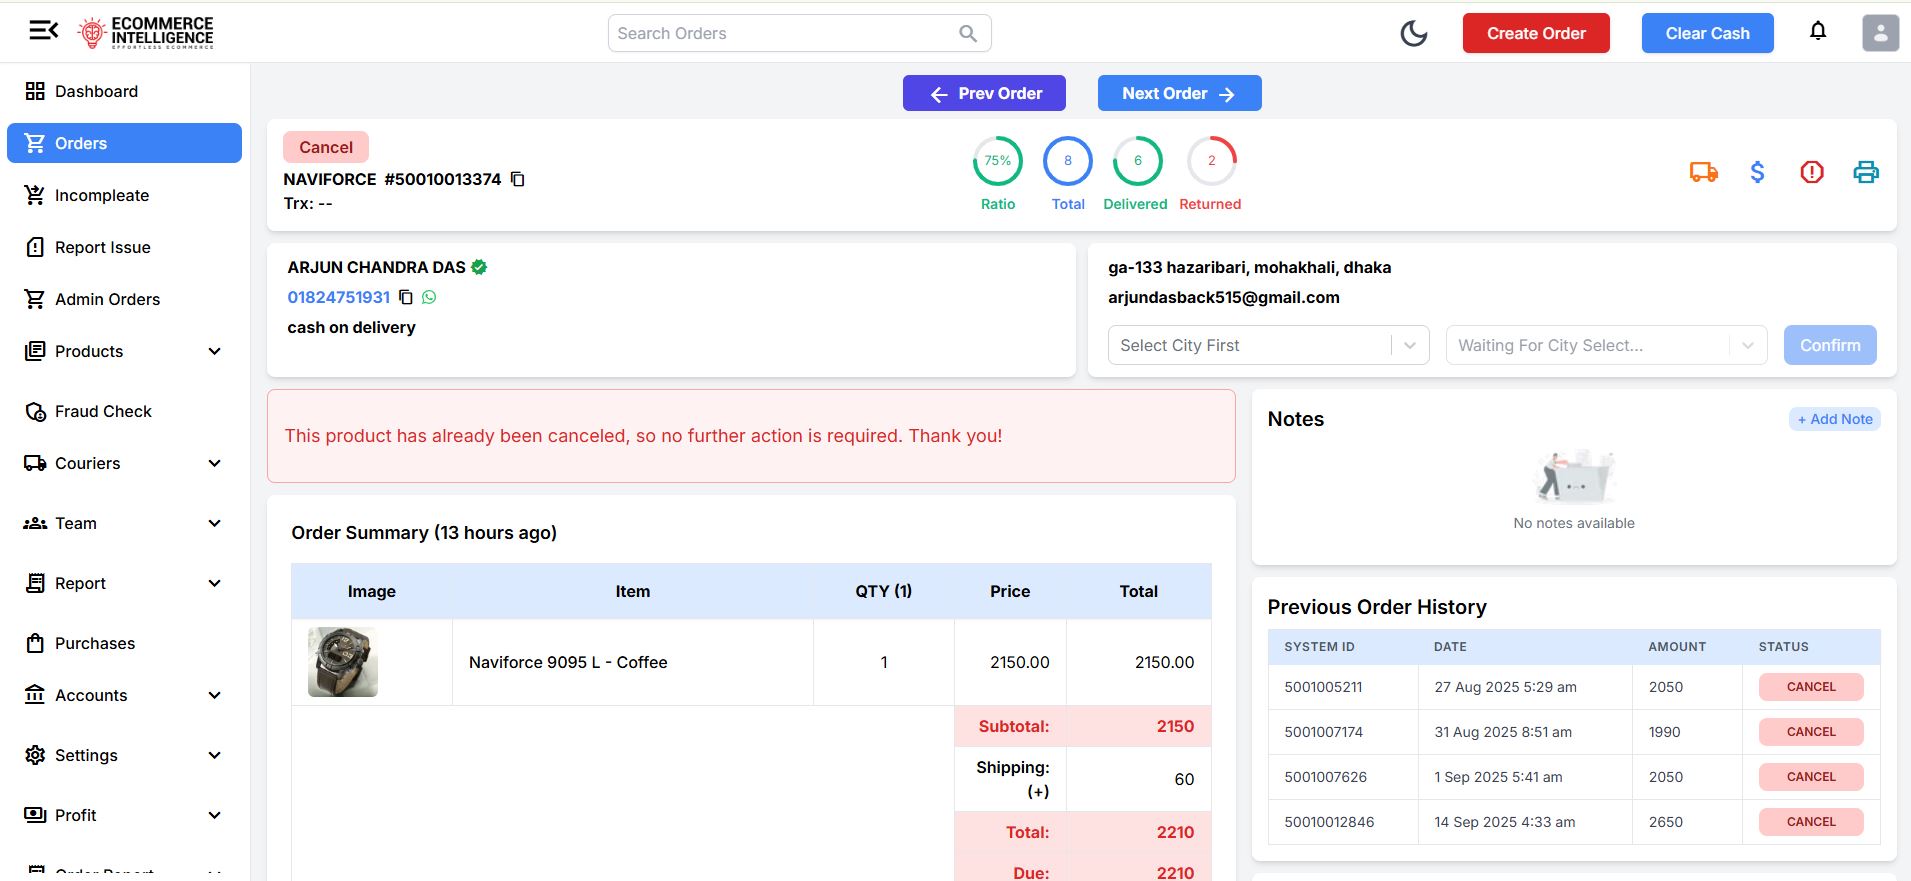 ECOMMERCE
INTELLIGENCE
EFFORTLESS ECOMMERCE
Search Orders
Create Order
Clear Cash
Dashboard
Orders
Incompleate
Report Issue
Admin Orders
Products
Fraud Check
Couriers
Team
Report
Purchases
Accounts
Settings
Profit
Order Report
Prev Order
Next Order
Cancel
NAVIFORCE #50010013374
Trx: --
75%
Ratio
8
Total
6
Delivered
2
Returned
ARJUN CHANDRA DAS
01824751931
cash on delivery
ga-133 hazaribari, mohakhali, dhaka
arjundasback515@gmail.com
Select City First
Waiting For City Select...
Confirm
This product has already been canceled, so no further action is required. Thank you!
Order Summary (13 hours ago)
Image Item QTY (1) Price Total
Naviforce 9095 L - Coffee 1 2150.00 2150.00
Subtotal: 2150
Shipping: (+) 60
Total: 2210
Due: 2210
Notes
+ Add Note
No notes available
Previous Order History
SYSTEM ID DATE AMOUNT STATUS
5001005211 27 Aug 2025 5:29 am 2050 CANCEL
5001007174 31 Aug 2025 8:51 am 1990 CANCEL
5001007626 1 Sep 2025 5:41 am 2050 CANCEL
50010012846 14 Sep 2025 4:33 am 2650 CANCEL